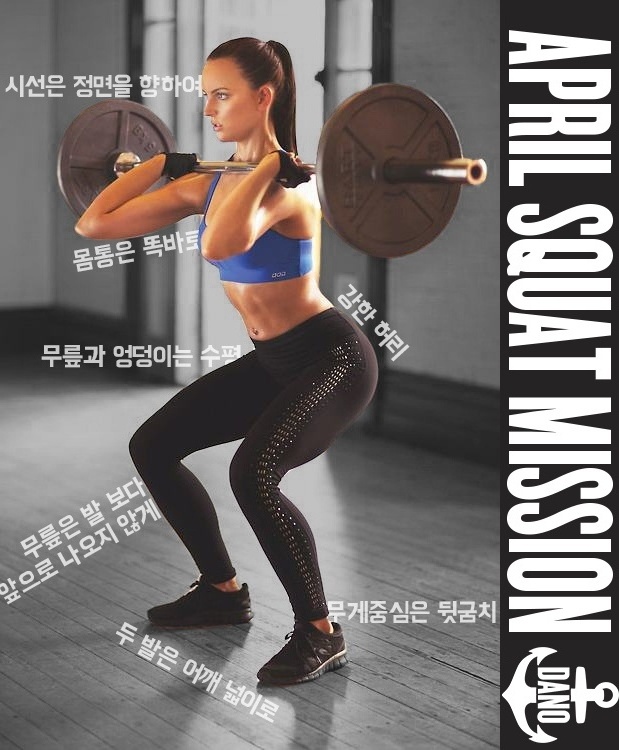 시선은 정면을 향하여
몸통은 똑바로
강한 허리
무릎과 엉덩이는 수평
무릎은 발 보다
앞으로 나오지 않게
무게중심은 뒷굼치
두 발은 어깨 넓이로
APRIL SQUAT MISSION
DANO